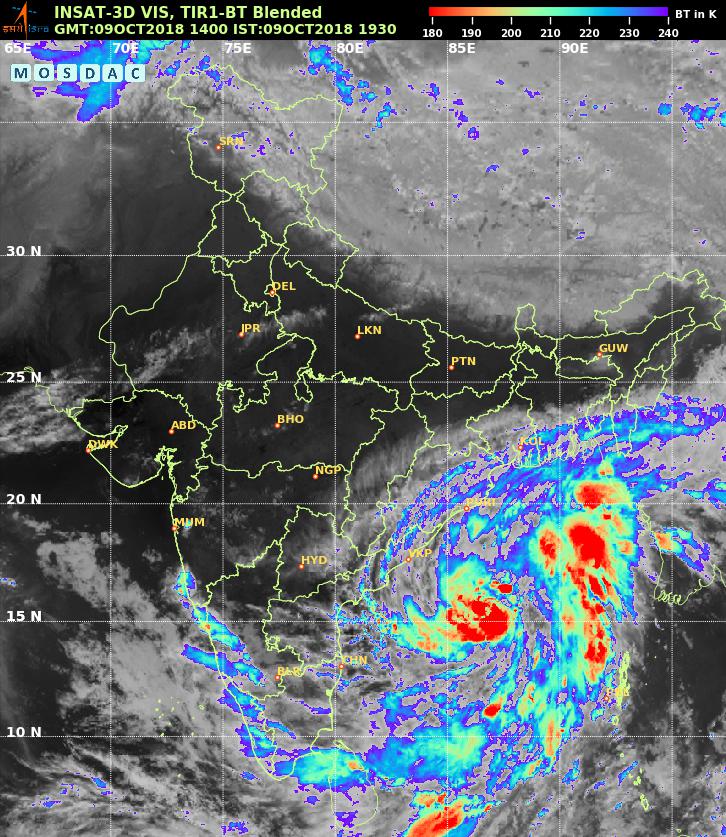 INSAT-3D VIS, TIR1-BT Blended
GMT:09OCT2018 1400 IST:09OCT2018 1930
BT in K
180 190 200 210 220 230 240
65E 70E 75E 80E 85E 90E
MOSDAC
SRN
30 N
DEL
JPR LKN
GUW
PTN
25 N
ABD BHO
DWK KOL
NGP
20 N
MUM
VKP
HYD
15 N
CHN
BLR
10 N